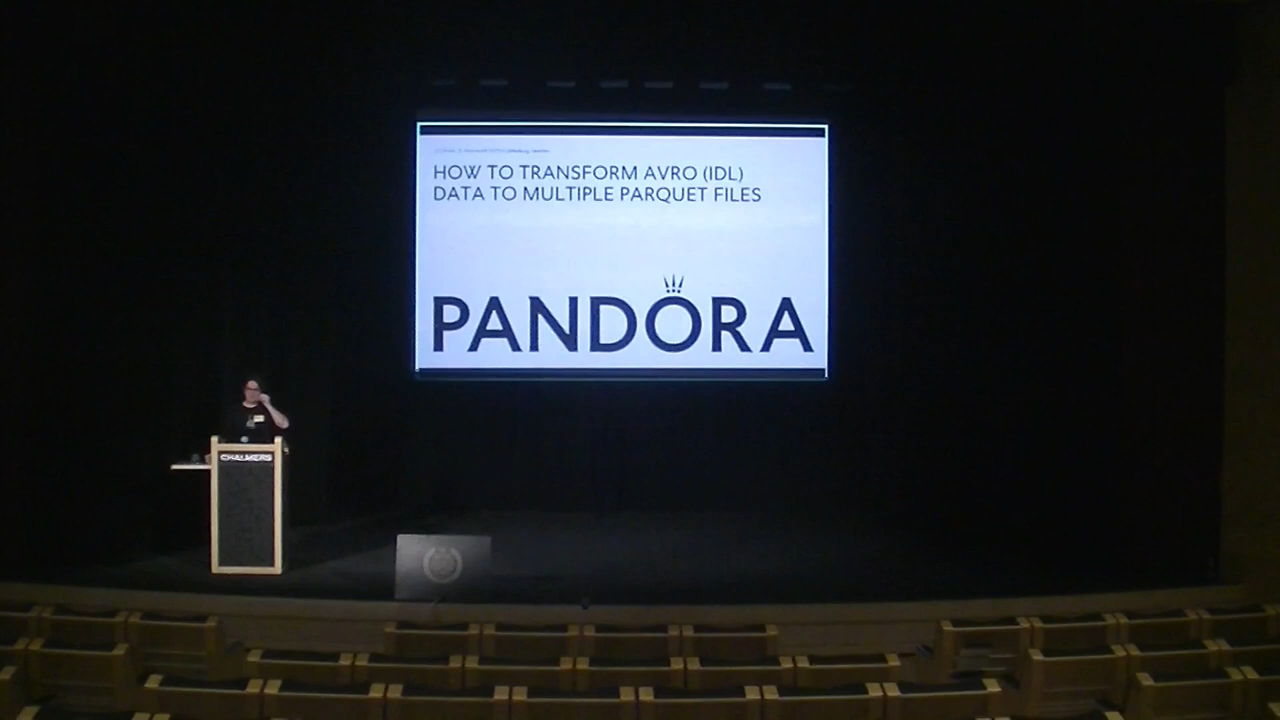 HOW TO TRANSFORM AVRO (IDL)
DATA TO MULTIPLE PARQUET FILES
PANDORA
CHALMERS